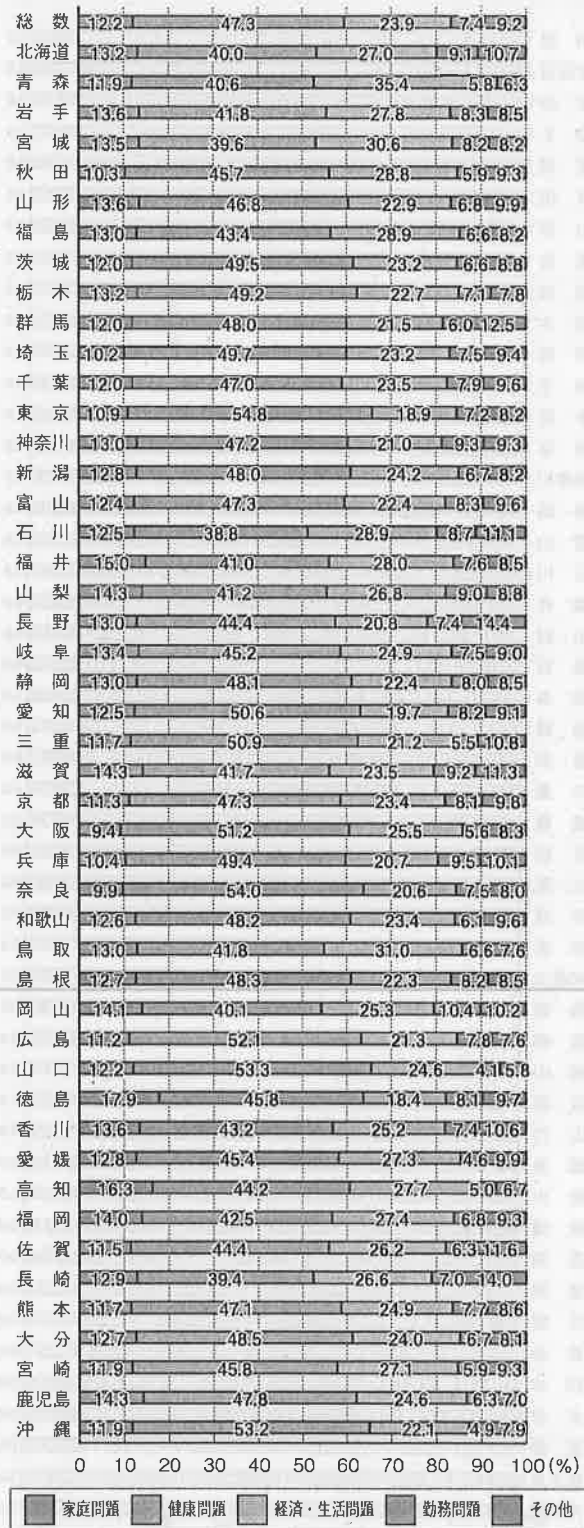 総数 12.2 47.3 23.9 7.4 9.2
北海道 13.2 40.0 27.0 9.1 10.7
青森 11.9 40.6 35.4 5.8 6.3
岩手 13.6 41.8 27.8 8.3 8.5
宮城 13.5 39.6 30.6 8.2 8.2
秋田 10.3 45.7 28.8 5.9 9.3
山形 13.6 46.8 22.9 6.8 9.9
福島 13.0 43.4 28.9 6.6 8.2
茨城 12.0 49.5 23.2 6.6 8.8
栃木 13.2 49.2 22.7 7.1 7.8
群馬 12.0 48.0 21.5 6.0 12.5
埼玉 10.2 49.7 23.2 7.5 9.4
千葉 12.0 47.0 23.5 7.9 9.6
東京 10.9 54.8 18.9 7.2 8.2
神奈川 13.0 47.2 21.0 9.3 9.3
新潟 12.8 48.0 24.2 6.7 8.2
富山 12.4 47.3 22.4 8.3 9.6
石川 12.5 38.8 28.9 8.7 11.1
福井 15.0 41.0 28.0 7.6 8.5
山梨 14.3 41.2 26.8 9.0 8.8
長野 13.0 44.4 20.8 7.4 14.4
岐阜 13.4 45.2 24.9 7.5 9.0
静岡 13.0 48.1 22.4 8.0 8.5
愛知 12.5 50.6 19.7 8.2 9.1
三重 11.7 50.9 21.2 5.5 10.8
滋賀 14.3 41.7 23.5 9.2 11.3
京都 11.3 47.3 23.4 8.1 9.8
大阪 9.4 51.2 25.5 5.6 8.3
兵庫 10.4 49.4 20.7 9.5 10.1
奈良 9.9 54.0 20.6 7.5 8.0
和歌山 12.6 48.2 23.4 6.1 9.6
鳥取 13.0 41.8 31.0 6.6 7.6
島根 12.7 48.3 22.3 8.2 8.5
岡山 14.1 40.1 25.3 10.4 10.2
広島 11.2 52.1 21.3 7.8 7.6
山口 12.2 53.3 24.6 4.1 5.8
徳島 17.9 45.8 18.4 8.1 9.7
香川 13.6 43.2 25.2 7.4 10.6
愛媛 12.8 45.4 27.3 4.6 9.9
高知 16.3 44.2 27.7 5.0 6.7
福岡 14.0 42.5 27.4 6.8 9.3
佐賀 11.5 44.4 26.2 6.3 11.6
長崎 12.9 39.4 26.6 7.0 14.0
熊本 11.7 47.1 24.9 7.7 8.6
大分 12.7 48.5 24.0 6.7 8.1
宮崎 11.9 45.8 27.1 5.9 9.3
鹿児島 14.3 47.8 24.6 6.3 7.0
沖縄 11.9 53.2 22.1 4.9 7.9
0 10 20 30 40 50 60 70 80 90 100(%)
家庭問題 健康問題 経済・生活問題 勤務問題 その他